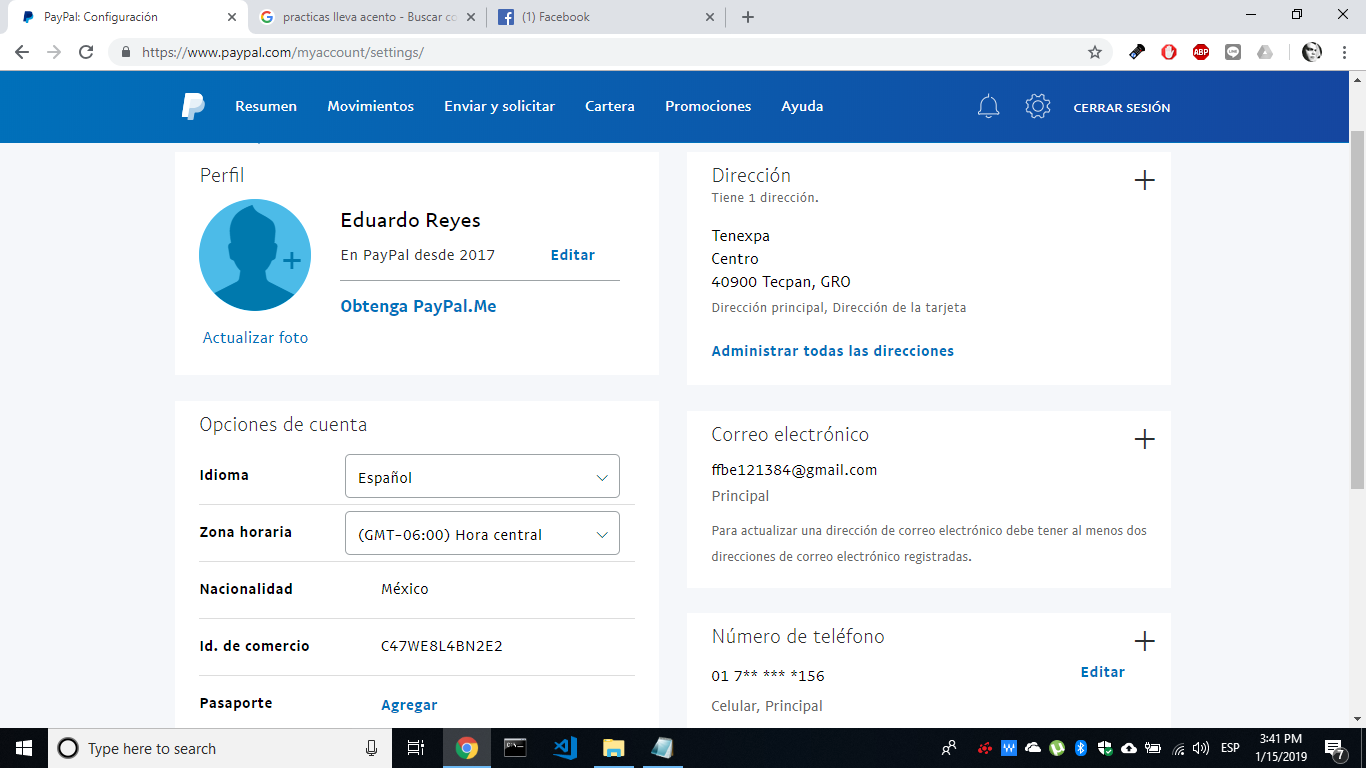 PayPal: Configuración
practicas lleva acento - Buscar co
(1) Facebook
https://www.paypal.com/myaccount/settings/
ABP
LINE
Resumen
Movimientos
Enviar y solicitar
Cartera
Promociones
Ayuda
CERRAR SESIÓN
Perfil
Eduardo Reyes
En PayPal desde 2017
Editar
Obtenga PayPal.Me
Actualizar foto
Dirección
Tiene 1 dirección.
Tenexpa
Centro
40900 Tecpan, GRO
Dirección principal, Dirección de la tarjeta
Administrar todas las direcciones
Opciones de cuenta
Idioma
Español
Zona horaria
(GMT-06:00) Hora central
Nacionalidad
México
Id. de comercio
C47WE8L4BN2E2
Pasaporte
Agregar
Correo electrónico
ffbe121384@gmail.com
Principal
Para actualizar una dirección de correo electrónico debe tener al menos dos
direcciones de correo electrónico registradas.
Número de teléfono
01 7** *** *156
Editar
Celular, Principal
Type here to search
ESP
3:41 PM
1/15/2019
7